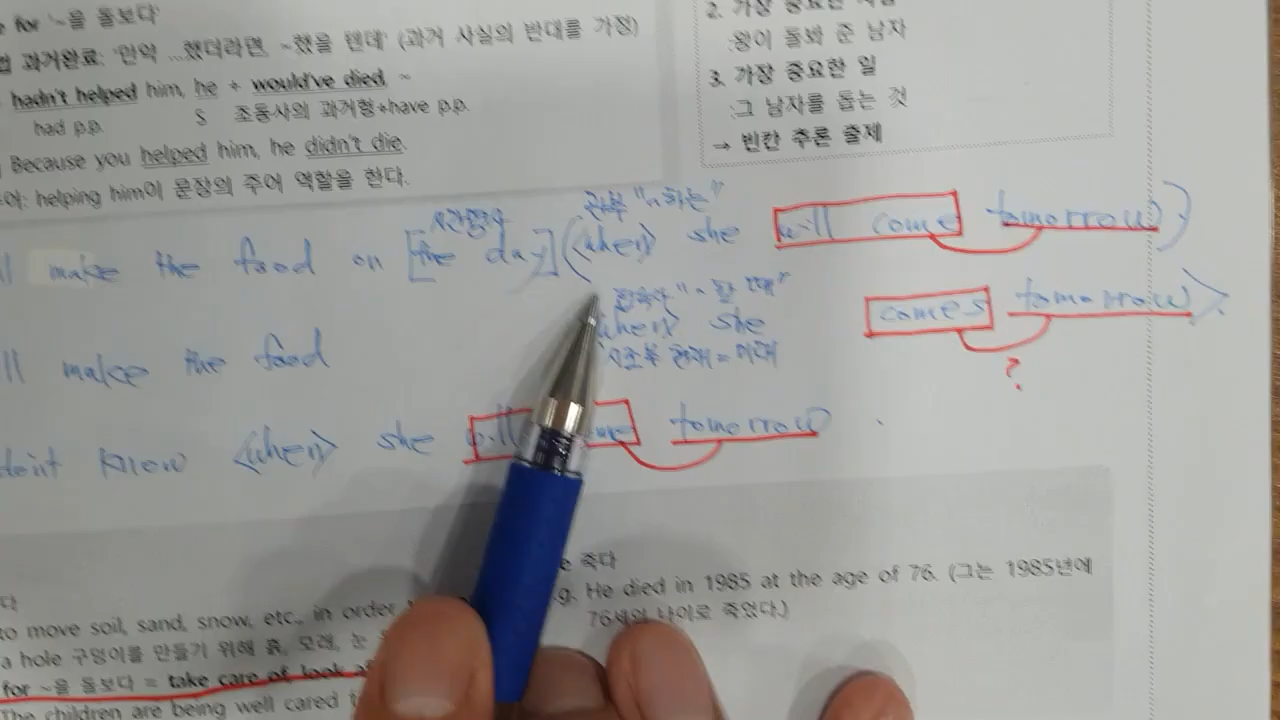 for '~을 돌보다'
과거완료: '만약 ...했더라면, ~했을 텐데' (과거 사실의 반대를 가정)
hadn't helped him, he + would've died, ~
had p.p. S 조동사의 과거형+have p.p.
Because you helped him, he didn't die.
helping him이 문장의 주어 역할을 한다.
2. 가장 중요한
:왕이 돌봐 준 남자
3. 가장 중요한 일
:그 남자를 돕는 것
→ 빈칸 추론 출제
관부 "~하는"
make the food on [the day] (when) she will come tomorrow)
접속사 "~할 때"
comes tomorrow>
make the food <when> she
시조부 현재=미래
?
don't know <when> she tomorrow
다
죽다
to move soil, sand, snow, etc., in order
a hole 구멍이를 만들기 위해 흙, 모래, 눈
for ~을 돌보다 = take care of, look
The children are being well cared
He died in 1985 at the age of 76. (그는 1985년에
76세의 나이로 죽었다.)